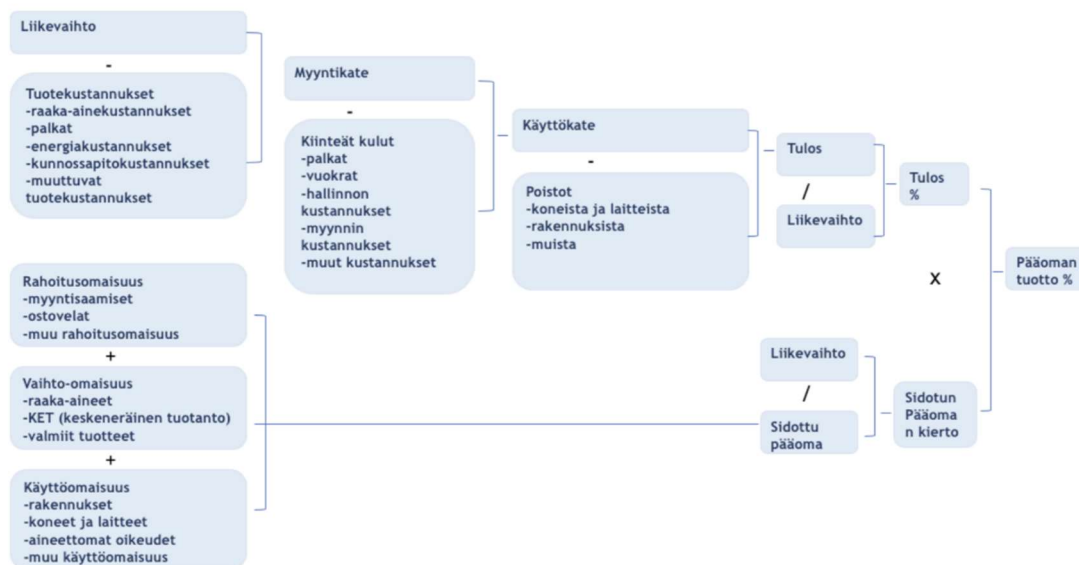 Liikevaihto
-
Tuotekustannukset
-raaka-ainekustannukset
-palkat
-energiakustannukset
-kunnossapitokustannukset
-muuttuvat
tuotekustannukset
Myyntikate
-
Kiinteät kulut
-palkat
-vuokrat
-hallinnon
kustannukset
-myynnin
kustannukset
-muut kustannukset
Käyttökate
-
Poistot
-koneista ja laitteista
-rakennuksista
-muista
Tulos
/
Liikevaihto
Tulos
%
X
Pääoman
tuotto %
Rahoitusomaisuus
-myyntisaamiset
-ostovelat
-muu rahoitusomaisuus
+
Vaihto-omaisuus
-raaka-aineet
-KET (keskeneräinen tuotanto)
-valmiit tuotteet
+
Käyttöomaisuus
-rakennukset
-koneet ja laitteet
-aineettomat oikeudet
-muu käyttöomaisuus
Liikevaihto
/
Sidottu
pääoma
Sidotun
Pääoma
n kierto